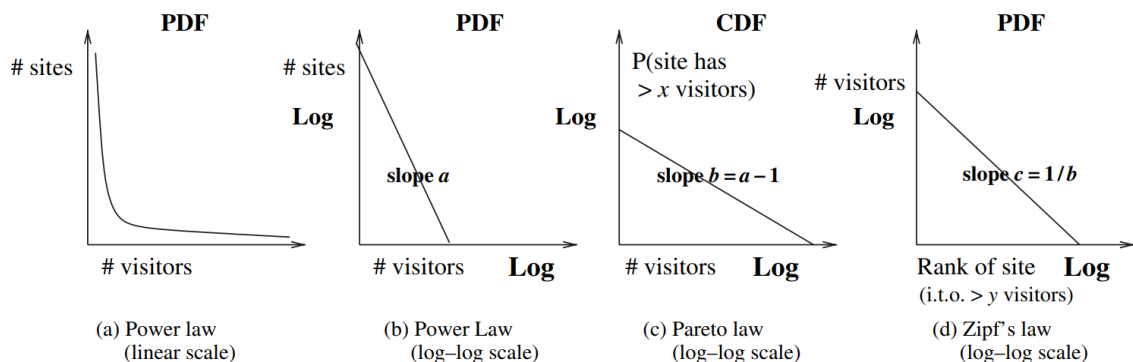 PDF
# sites
# visitors
(a) Power law
(linear scale)
PDF
# sites
Log
slope a
# visitors Log
(b) Power Law
(log–log scale)
CDF
P(site has
> x visitors)
Log
slope b = a – 1
# visitors Log
(c) Pareto law
(log–log scale)
PDF
# visitors
Log
slope c = 1 / b
Rank of site Log
(i.t.o. > y visitors)
(d) Zipf's law
(log–log scale)